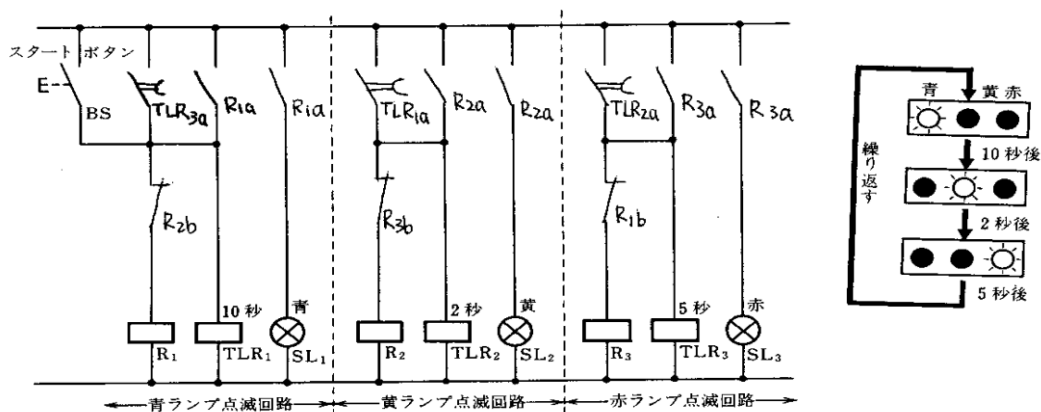 スタートボタン
E
BS
TLR3a
R1a
R1a
R2b
R1
10秒
TLR1
青
SL1
青ランプ点滅回路
TLR1a
R2a
R2a
R3b
R2
2秒
TLR2
黄
SL2
黄ランプ点滅回路
TLR2a
R3a
R3a
R1b
R3
5秒
TLR3
赤
SL3
赤ランプ点滅回路
青 黄 赤
10秒後
2秒後
5秒後
繰り返す